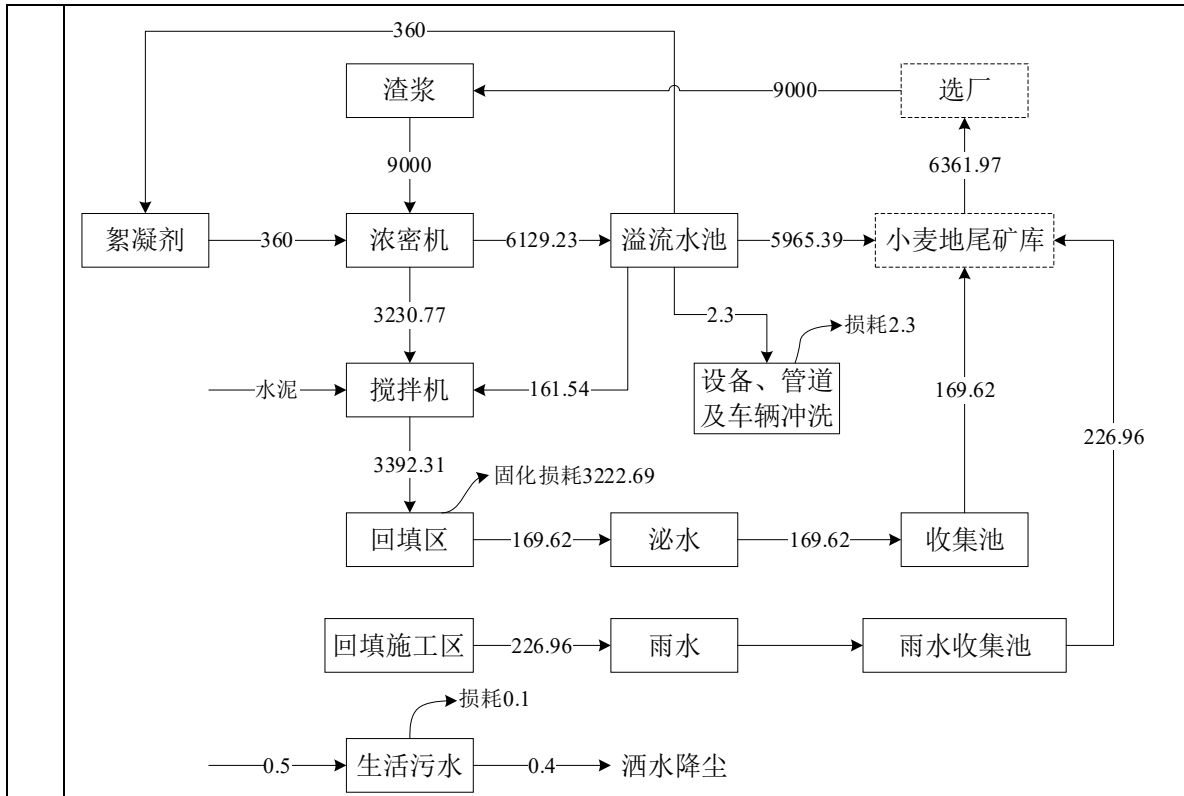 360
渣浆
9000
选厂
9000
6361.97
絮凝剂
360
浓密机
6129.23
溢流水池
5965.39
小麦地尾矿库
3230.77
2.3
损耗2.3
水泥
搅拌机
161.54
设备、管道
及车辆冲洗
169.62
226.96
3392.31
固化损耗3222.69
回填区
169.62
泌水
169.62
收集池
回填施工区
226.96
雨水
雨水收集池
损耗0.1
0.5
生活污水
0.4
洒水降尘